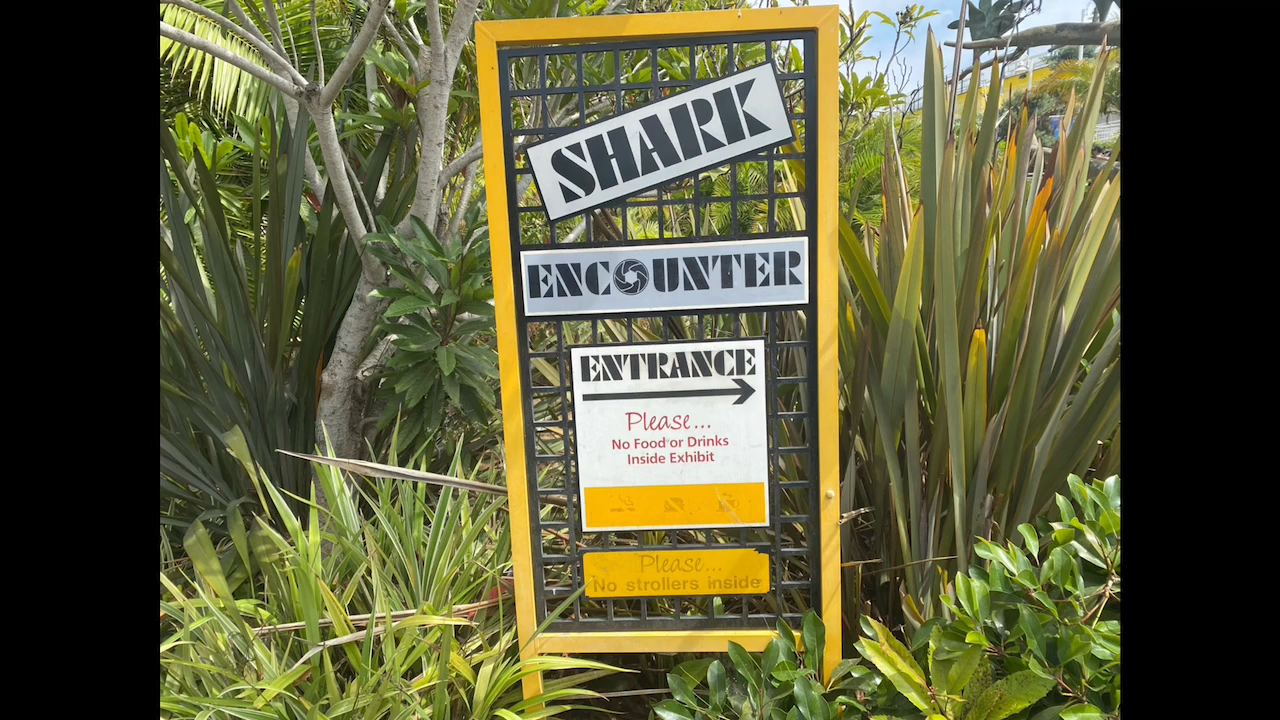 SHARK
ENCOUNTER
ENTRANCE
Please...
No Food or Drinks
Inside Exhibit
Please...
No strollers inside